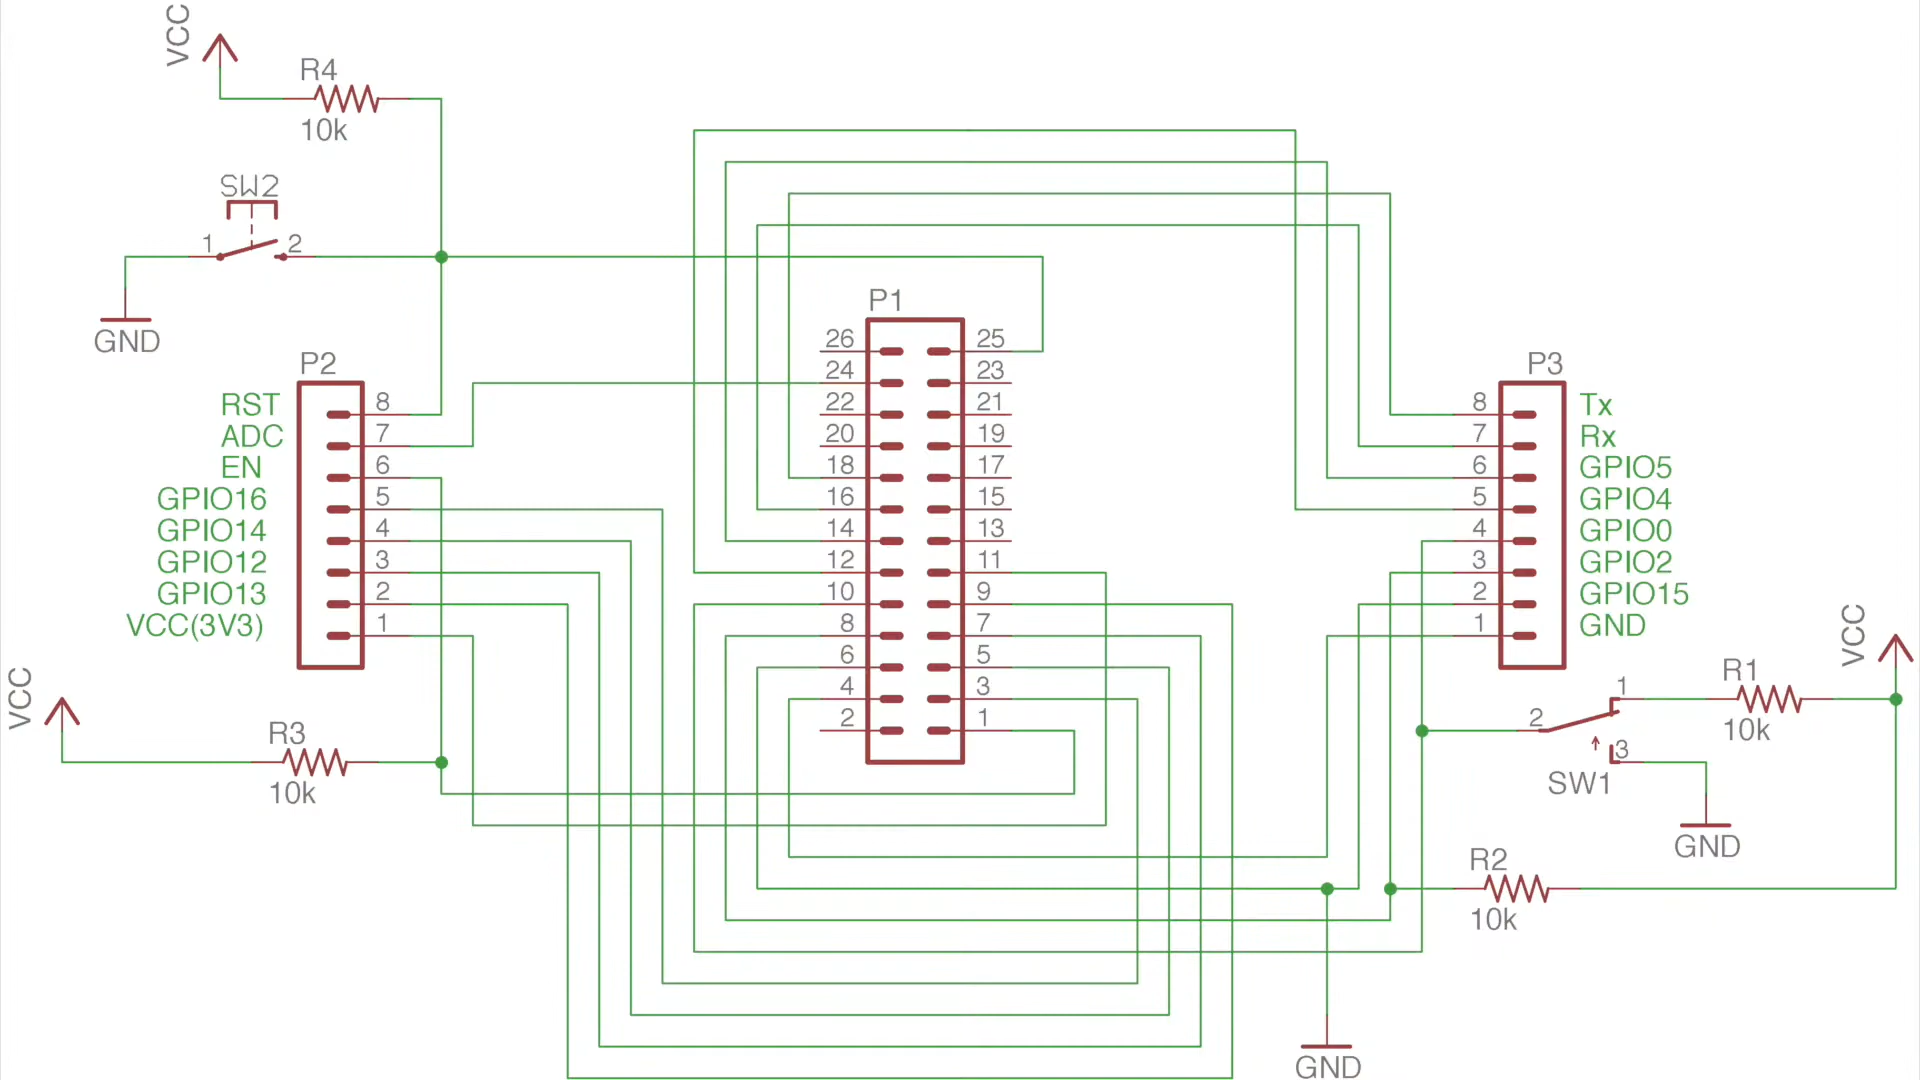 VCC
R4
10k
SW2
1 2
GND
P2
RST 8
ADC 7
EN 6
GPIO16 5
GPIO14 4
GPIO12 3
GPIO13 2
VCC(3V3) 1
VCC
R3
10k
P1
26 25
24 23
22 21
20 19
18 17
16 15
14 13
12 11
10 9
8 7
6 5
4 3
2 1
P3
8 Tx
7 Rx
6 GPIO5
5 GPIO4
4 GPIO0
3 GPIO2
2 GPIO15
1 GND
VCC
R1
10k
1
2
3
SW1
GND
R2
10k
GND